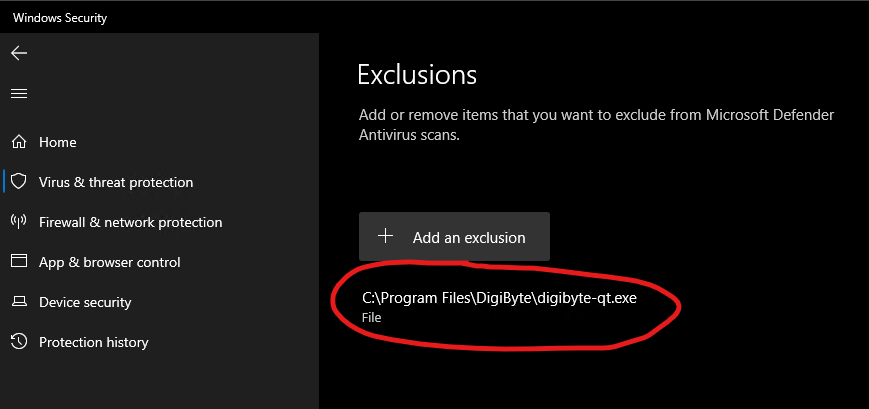 Windows Security
Home
Virus & threat protection
Firewall & network protection
App & browser control
Device security
Protection history
Exclusions
Add or remove items that you want to exclude from Microsoft Defender
Antivirus scans.
Add an exclusion
C:\Program Files\DigiByte\digibyte-qt.exe
File